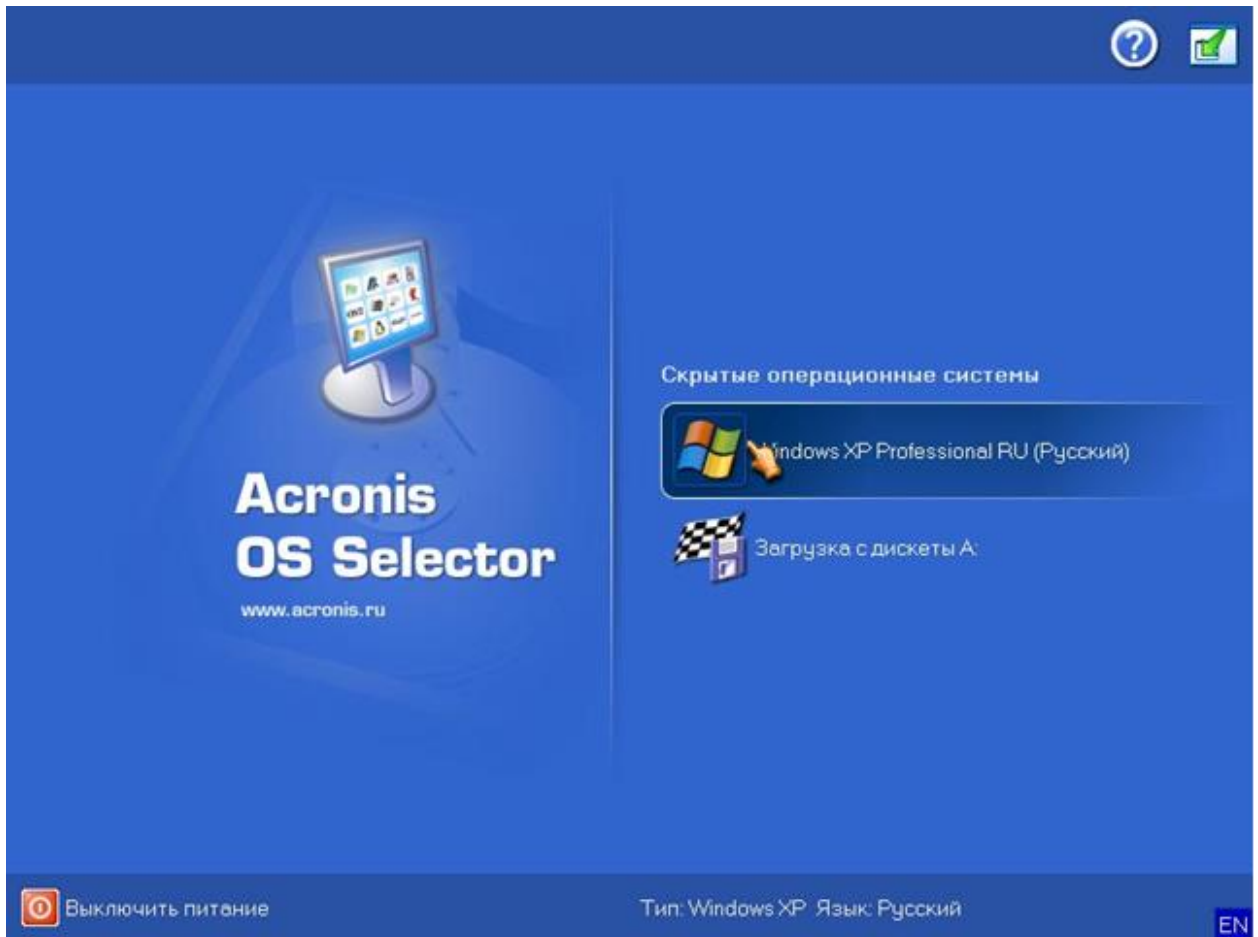 Acronis
OS Selector
www.acronis.ru
Скрытые операционные системы
indows XP Professional RU (Русский)
Загрузка с дискеты A:
Выключить питание
Тип: Windows XP Язык: Русский
EN